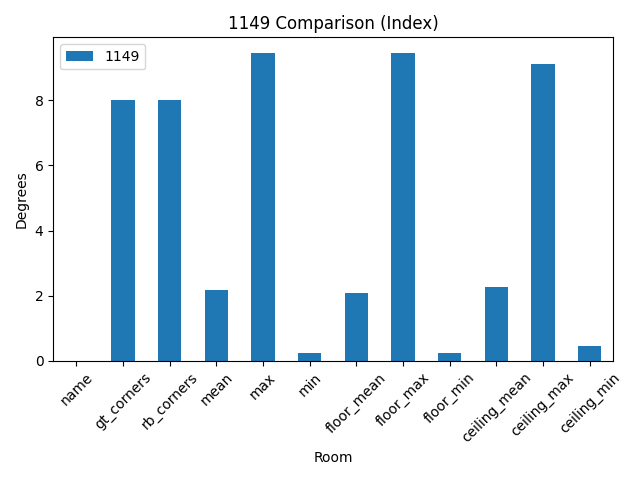 1149 Comparison (Index)
1149
Degrees
8
6
4
2
0
name
gt_corners
rb_corners
mean
max
min
floor_mean
floor_max
floor_min
ceiling_mean
ceiling_max
ceiling_min
Room